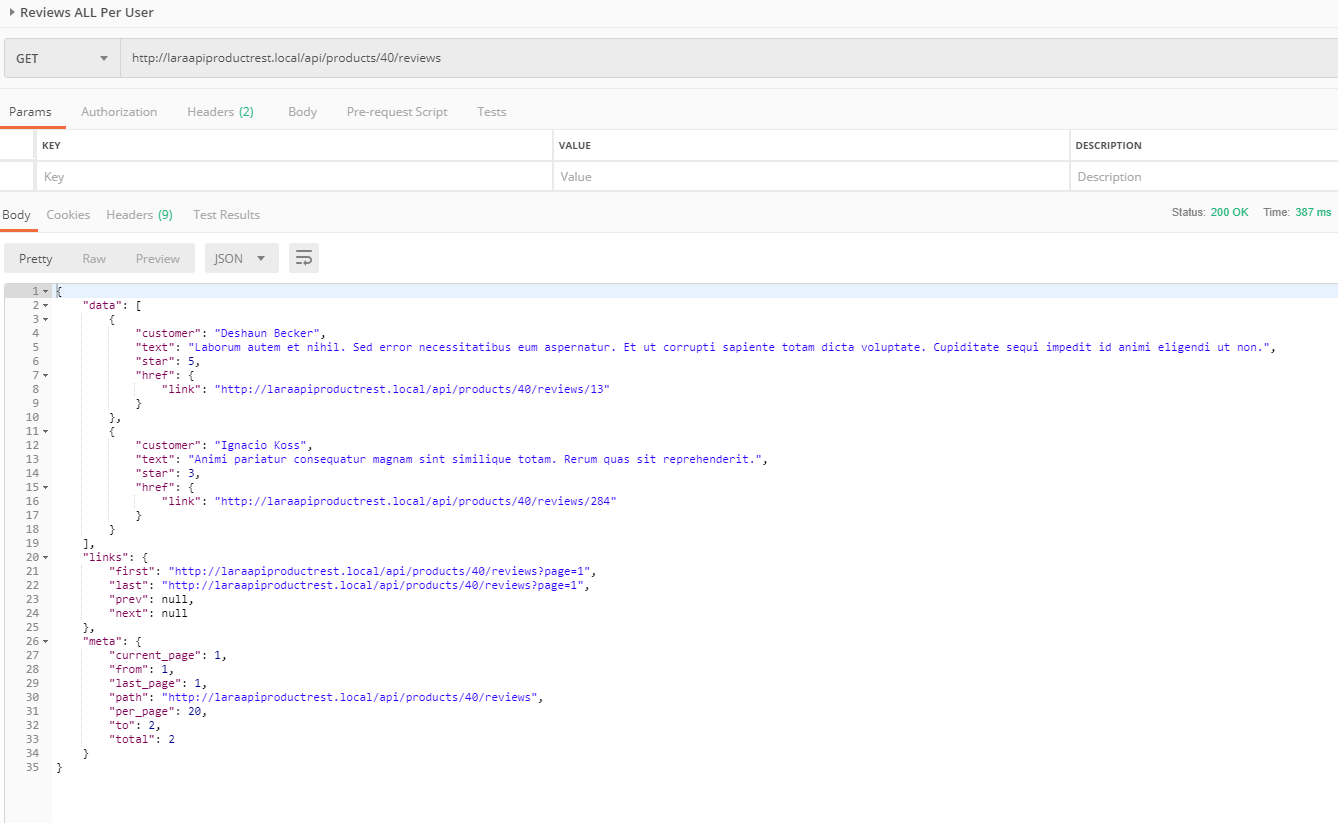 Reviews ALL Per User
GET http://laraapiproductrest.local/api/products/40/reviews
Params Authorization Headers (2) Body Pre-request Script Tests
KEY VALUE DESCRIPTION
Key Value Description
Body Cookies Headers (9) Test Results Status: 200 OK Time: 387 ms
Pretty Raw Preview JSON
1 {
2 "data": [
3 {
4 "customer": "Deshaun Becker",
5 "text": "Laborum autem et nihil. Sed error necessitatibus eum aspernatur. Et ut corrupti sapiente totam dicta voluptate. Cupiditate sequi impedit id animi eligendi ut non.",
6 "star": 5,
7 "href": {
8 "link": "http://laraapiproductrest.local/api/products/40/reviews/13"
9 }
10 },
11 {
12 "customer": "Ignacio Koss",
13 "text": "Animi pariatur consequatur magnam sint similique totam. Rerum quas sit reprehenderit.",
14 "star": 3,
15 "href": {
16 "link": "http://laraapiproductrest.local/api/products/40/reviews/284"
17 }
18 }
19 ],
20 "links": {
21 "first": "http://laraapiproductrest.local/api/products/40/reviews?page=1",
22 "last": "http://laraapiproductrest.local/api/products/40/reviews?page=1",
23 "prev": null,
24 "next": null
25 },
26 "meta": {
27 "current_page": 1,
28 "from": 1,
29 "last_page": 1,
30 "path": "http://laraapiproductrest.local/api/products/40/reviews",
31 "per_page": 20,
32 "to": 2,
33 "total": 2
34 }
35 }